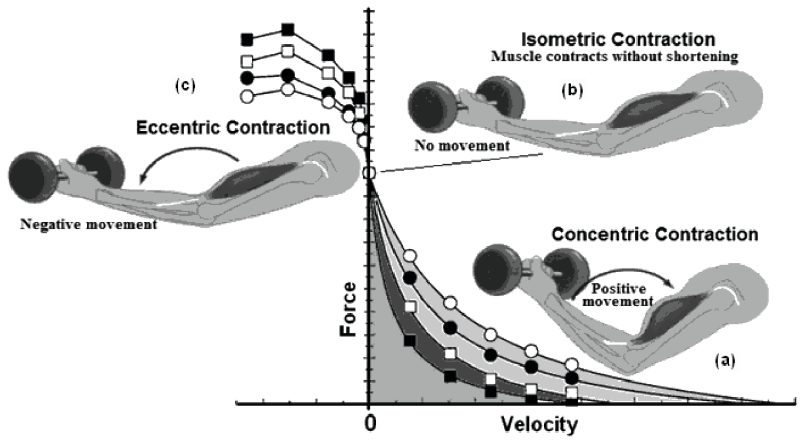 Isometric Contraction
Muscle contracts without shortening
(c)
(b)
Eccentric Contraction
No movement
Negative movement
Concentric Contraction
Positive
movement
Force
(a)
0
Velocity